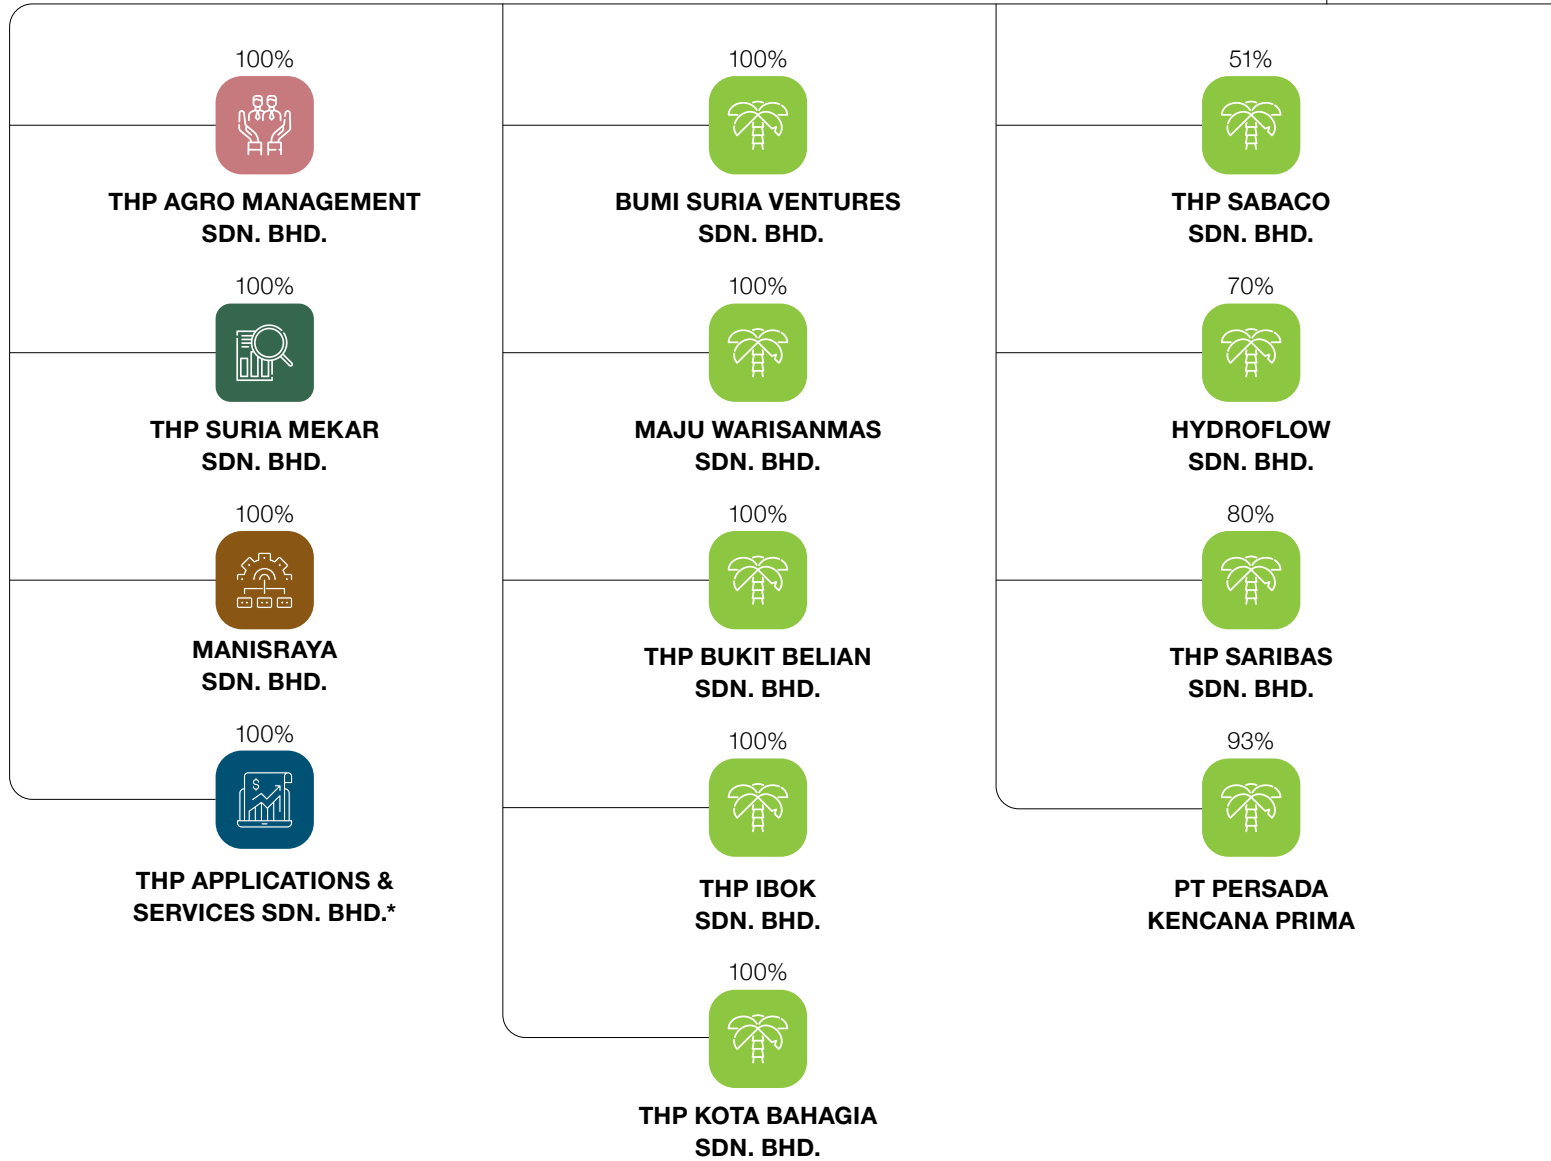 100%
THP AGRO MANAGEMENT
SDN. BHD.
100%
THP SURIA MEKAR
SDN. BHD.
100%
MANISRAYA
SDN. BHD.
100%
$
THP APPLICATIONS &
SERVICES SDN. BHD.*
100%
BUMI SURIA VENTURES
SDN. BHD.
100%
MAJU WARISANMAS
SDN. BHD.
100%
THP BUKIT BELIAN
SDN. BHD.
100%
THP IBOK
SDN. BHD.
100%
THP KOTA BAHAGIA
SDN. BHD.
51%
THP SABACO
SDN. BHD.
70%
HYDROFLOW
SDN. BHD.
80%
THP SARIBAS
SDN. BHD.
93%
PT PERSADA
KENCANA PRIMA